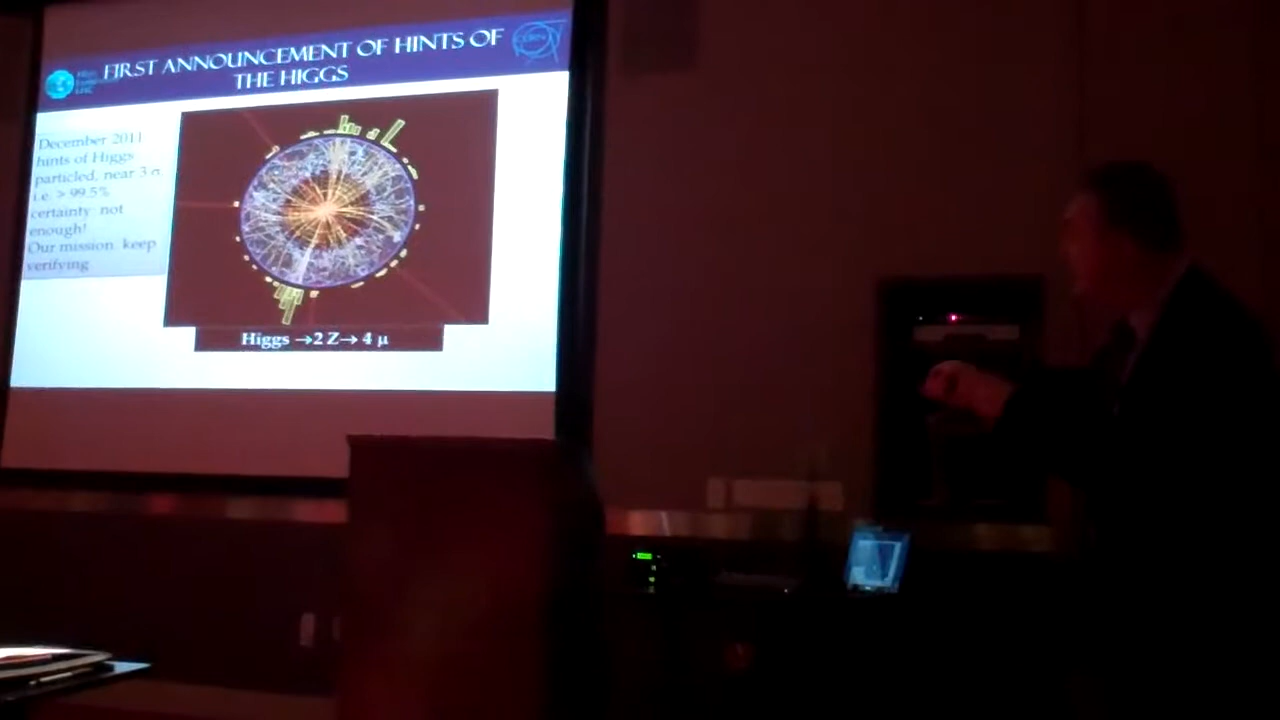 FIRST ANNOUNCEMENT OF HINTS OF
THE HIGGS
CERN
December 2011
hints of Higgs
particled, near 3 σ
i.e. > 99.5%
certainty: not
enough!
Our mission: keep
verifying
Higgs →2 Z→ 4 μ